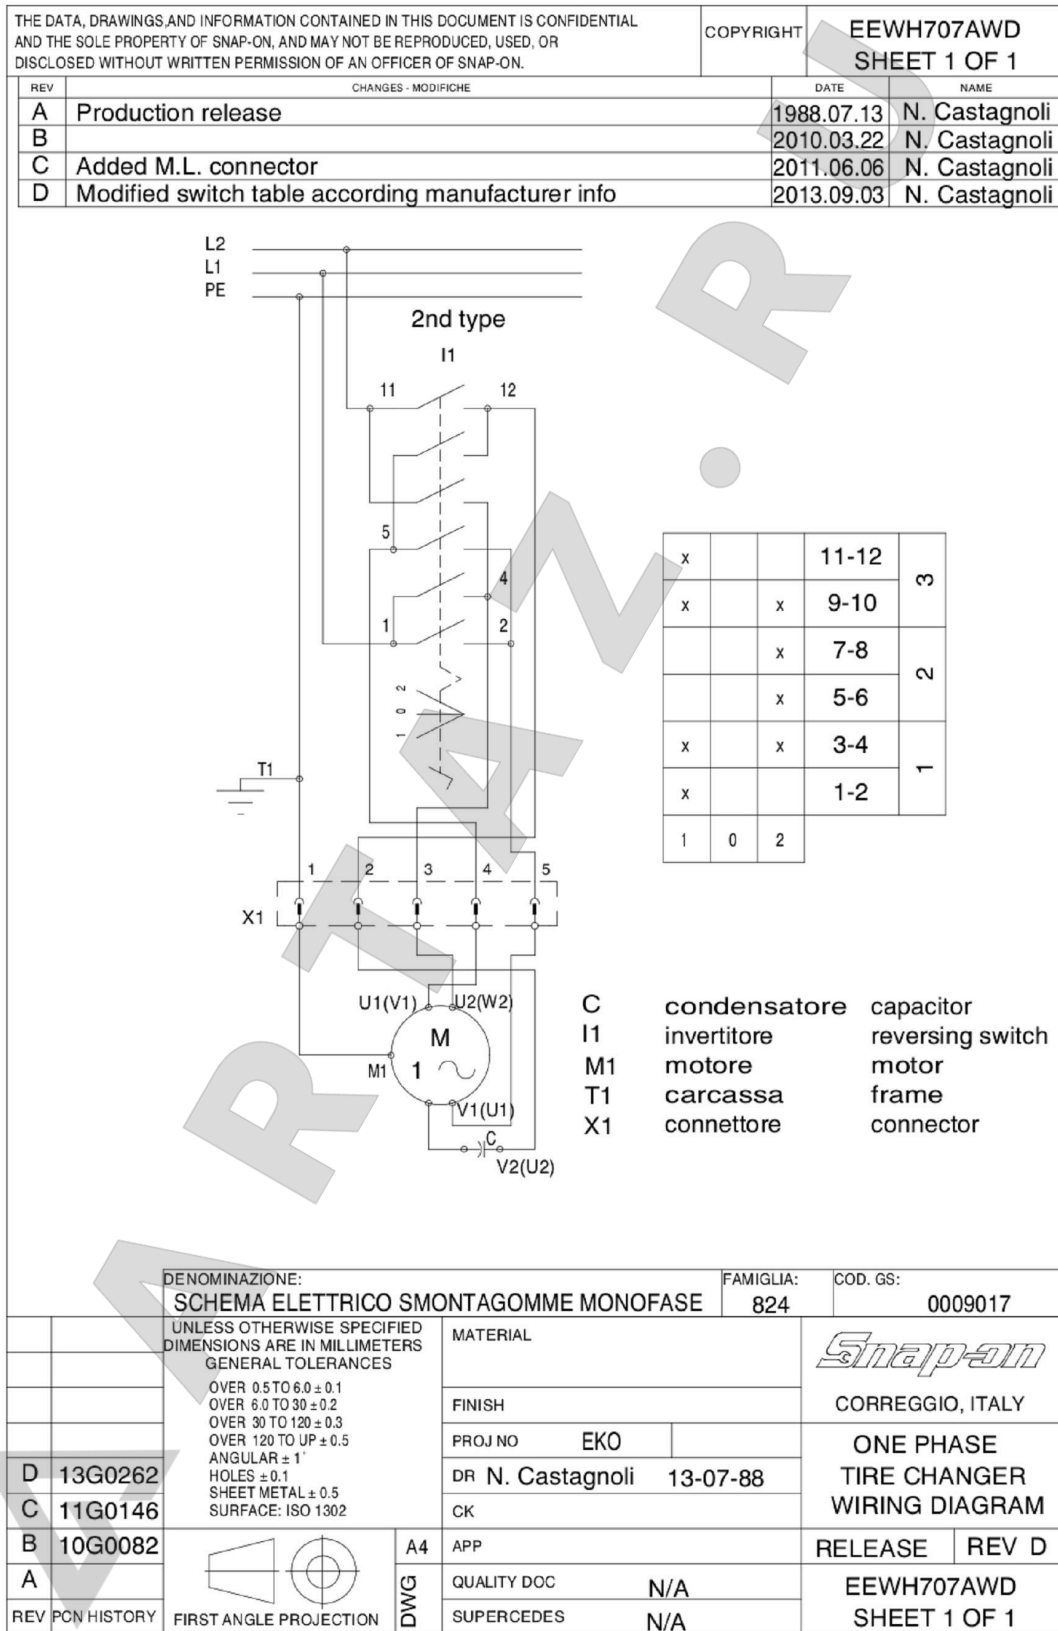 THE DATA, DRAWINGS,AND INFORMATION CONTAINED IN THIS DOCUMENT IS CONFIDENTIAL
AND THE SOLE PROPERTY OF SNAP-ON, AND MAY NOT BE REPRODUCED, USED, OR
DISCLOSED WITHOUT WRITTEN PERMISSION OF AN OFFICER OF SNAP-ON.
COPYRIGHT
EEWH707AWD
SHEET 1 OF 1
REV CHANGES - MODIFICHE DATE NAME
A Production release 1988.07.13 N. Castagnoli
B 2010.03.22 N. Castagnoli
C Added M.L. connector 2011.06.06 N. Castagnoli
D Modified switch table according manufacturer info 2013.09.03 N. Castagnoli
L2
L1
PE
2nd type
I1
11 12
5
4
1 2
2
0
1
T1
x 11-12 3
x x 9-10
x 7-8 2
x 5-6
x x 3-4 1
x 1-2
1 0 2
1 2 3 4 5
X1
U1(V1) U2(W2)
M
M1 1
V1(U1)
C
V2(U2)
C condensatore capacitor
I1 invertitore reversing switch
M1 motore motor
T1 carcassa frame
X1 connettore connector
DENOMINAZIONE:
SCHEMA ELETTRICO SMONTAGOMME MONOFASE
FAMIGLIA:
824
COD. GS:
0009017
UNLESS OTHERWISE SPECIFIED
DIMENSIONS ARE IN MILLIMETERS
GENERAL TOLERANCES
OVER 0.5 TO 6.0 ± 0.1
OVER 6.0 TO 30 ± 0.2
OVER 30 TO 120 ± 0.3
OVER 120 TO UP ± 0.5
ANGULAR ± 1°
HOLES ± 0.1
SHEET METAL ± 0.5
SURFACE: ISO 1302
MATERIAL
FINISH
PROJ NO EKO
DR N. Castagnoli 13-07-88
CK
APP
QUALITY DOC N/A
SUPERCEDES N/A
Snap-on
CORREGGIO, ITALY
ONE PHASE
TIRE CHANGER
WIRING DIAGRAM
RELEASE REV D
EEWH707AWD
SHEET 1 OF 1
D 13G0262
C 11G0146
B 10G0082
A
REV PCN HISTORY
FIRST ANGLE PROJECTION
A4
DWG
AARTAZ.RU